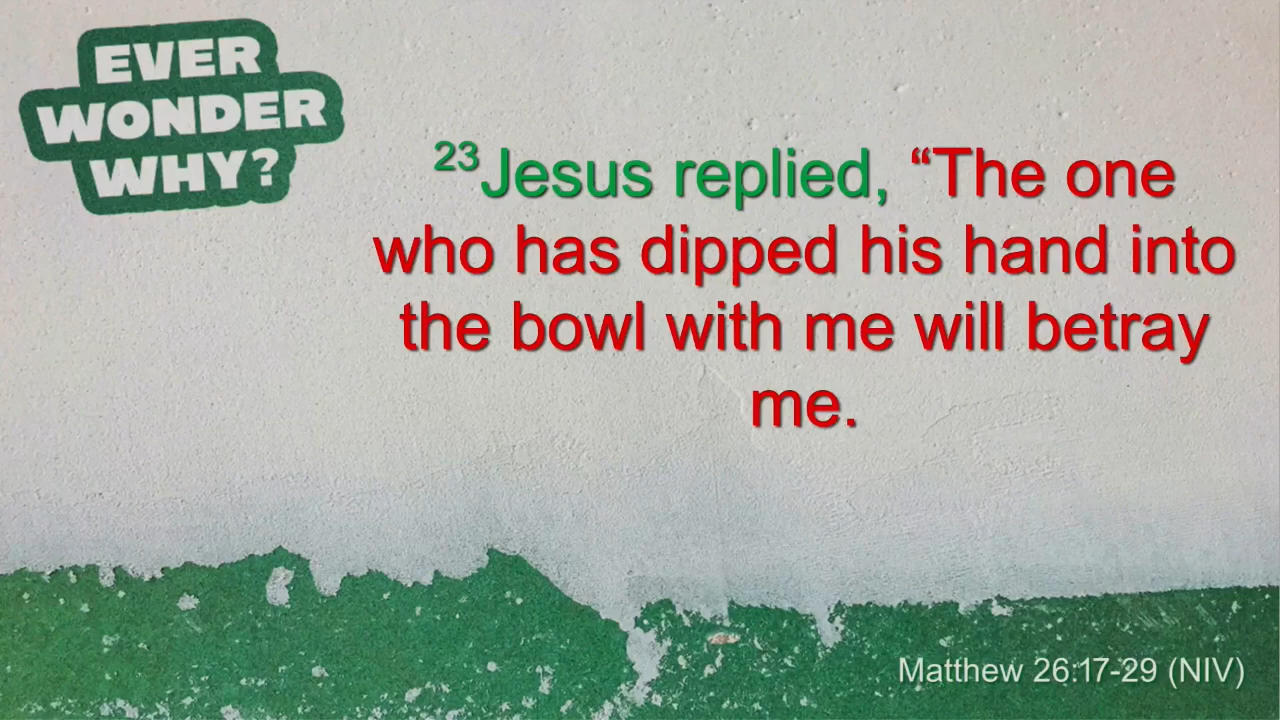 EVER
WONDER
WHY?
23Jesus replied, “The one
who has dipped his hand into
the bowl with me will betray
me.
Matthew 26:17-29 (NIV)